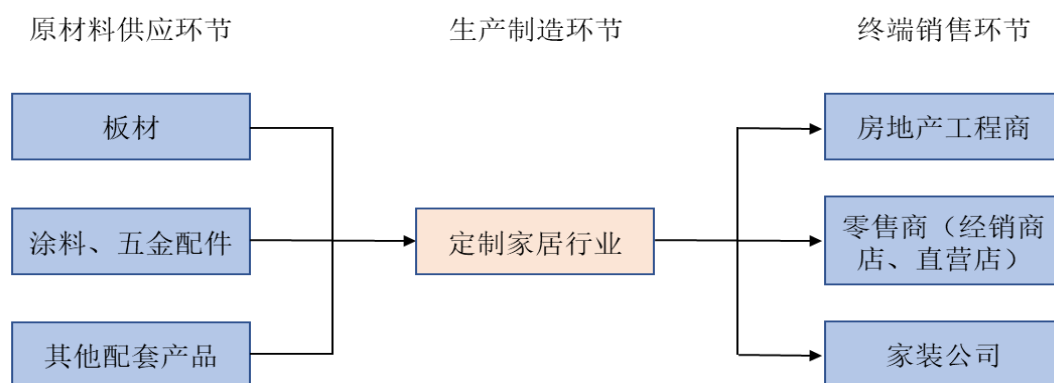 原材料供应环节
生产制造环节
终端销售环节
板材
房地产工程商
涂料、五金配件
定制家居行业
零售商（经销商
店、直营店）
其他配套产品
家装公司